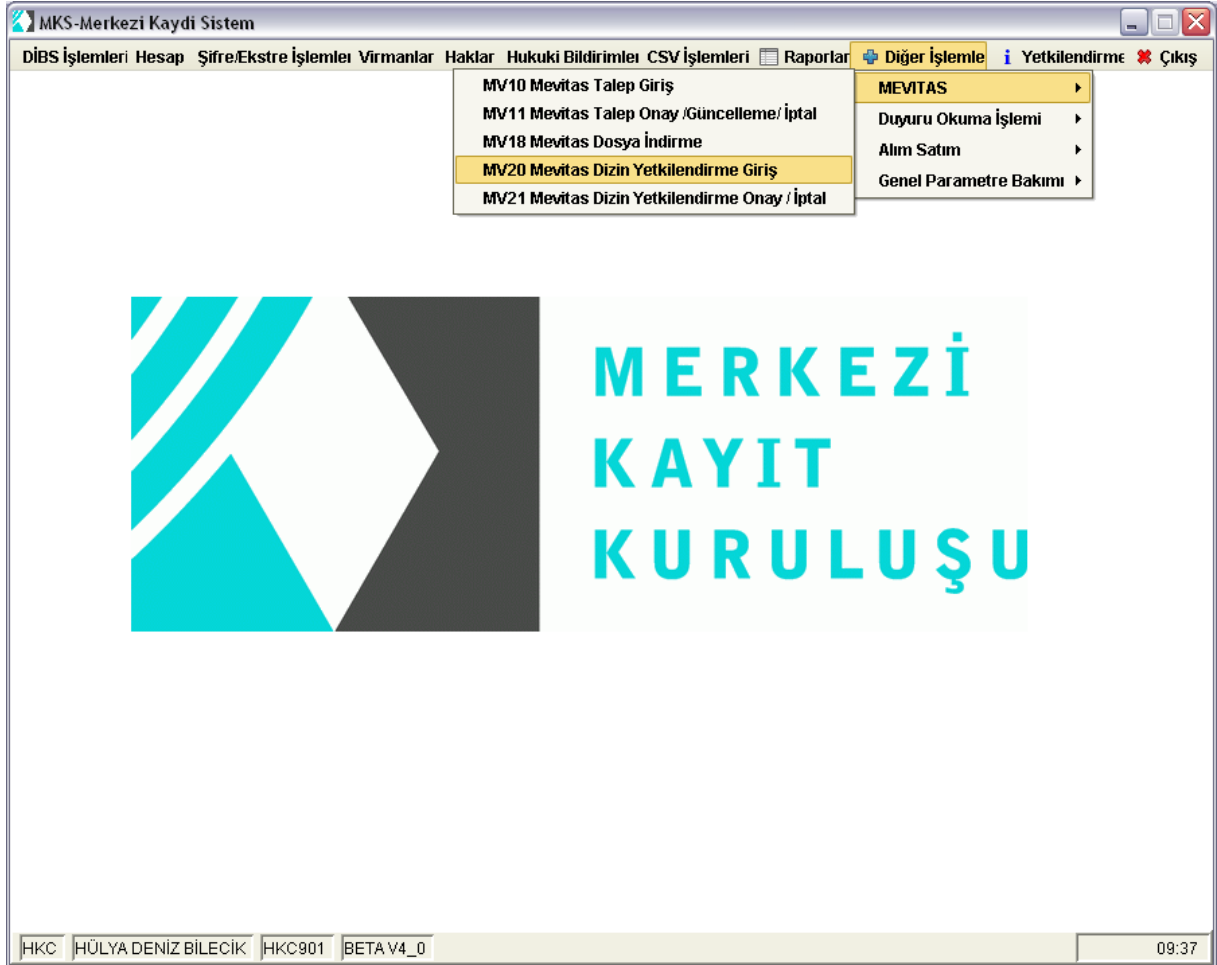 MKS-Merkezi Kaydi Sistem
DİBS İşlemleri Hesap Şifre/Ekstre İşlemler Virmanlar Haklar Hukuki Bildirimler CSV İşlemleri Raporlar Diğer İşlemle Yetkilendirme Çıkış
MV10 Mevitas Talep Giriş
MV11 Mevitas Talep Onay /Güncelleme/ İptal
MV18 Mevitas Dosya İndirme
MV20 Mevitas Dizin Yetkilendirme Giriş
MV21 Mevitas Dizin Yetkilendirme Onay / İptal
MEVITAS
Duyuru Okuma İşlemi
Alım Satım
Genel Parametre Bakımı
MERKEZİ
KAYIT
KURULUŞU
HKC HÜLYA DENİZ BİLECİK HKC901 BETA V4_0 09:37